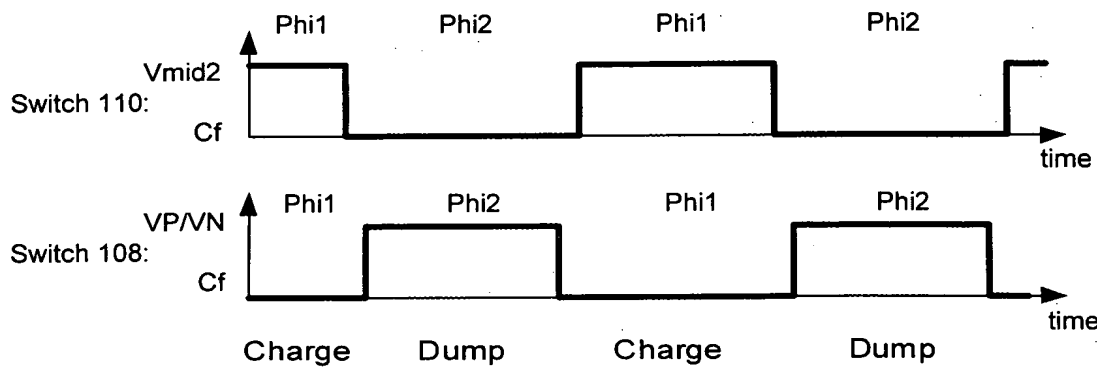 Phi1 Phi2 Phi1 Phi2
Vmid2
Switch 110:
Cf
time
Phi1 Phi2 Phi1 Phi2
VP/VN
Switch 108:
Cf
time
Charge Dump Charge Dump